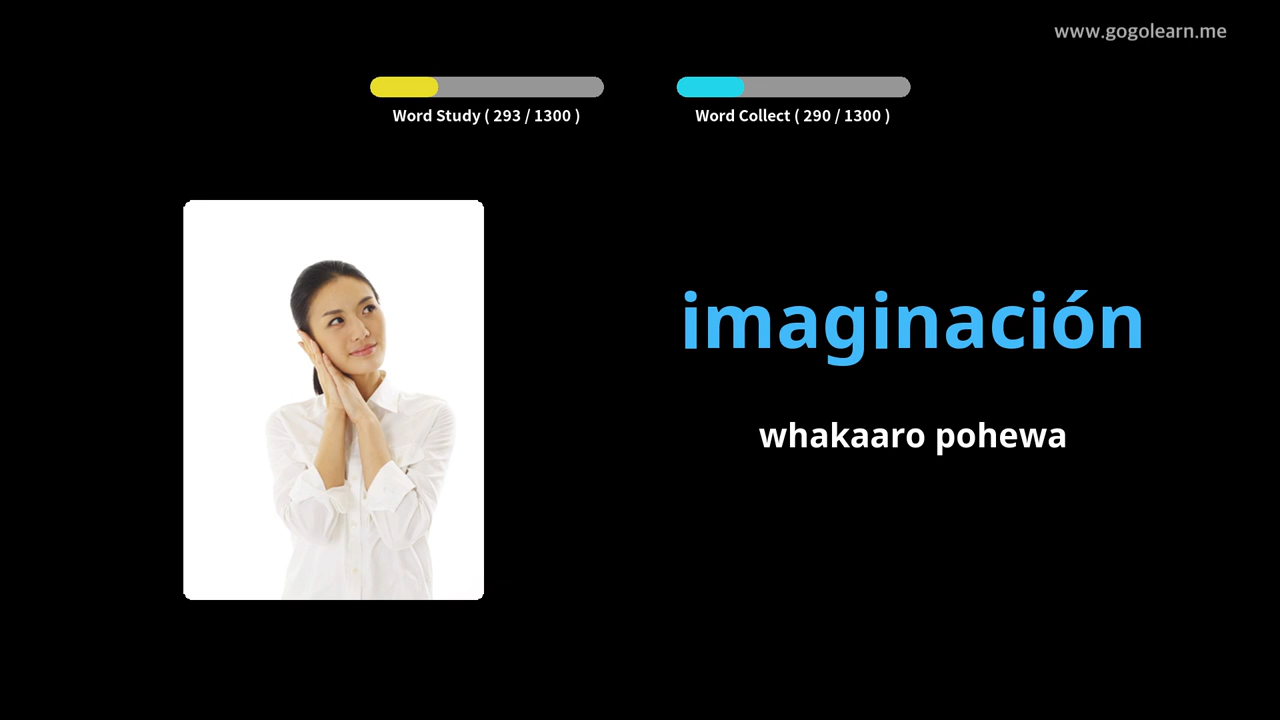 www.gogolearn.me
Word Study ( 293 / 1300 )
Word Collect ( 290 / 1300 )
imaginación
whakaaro pohewa